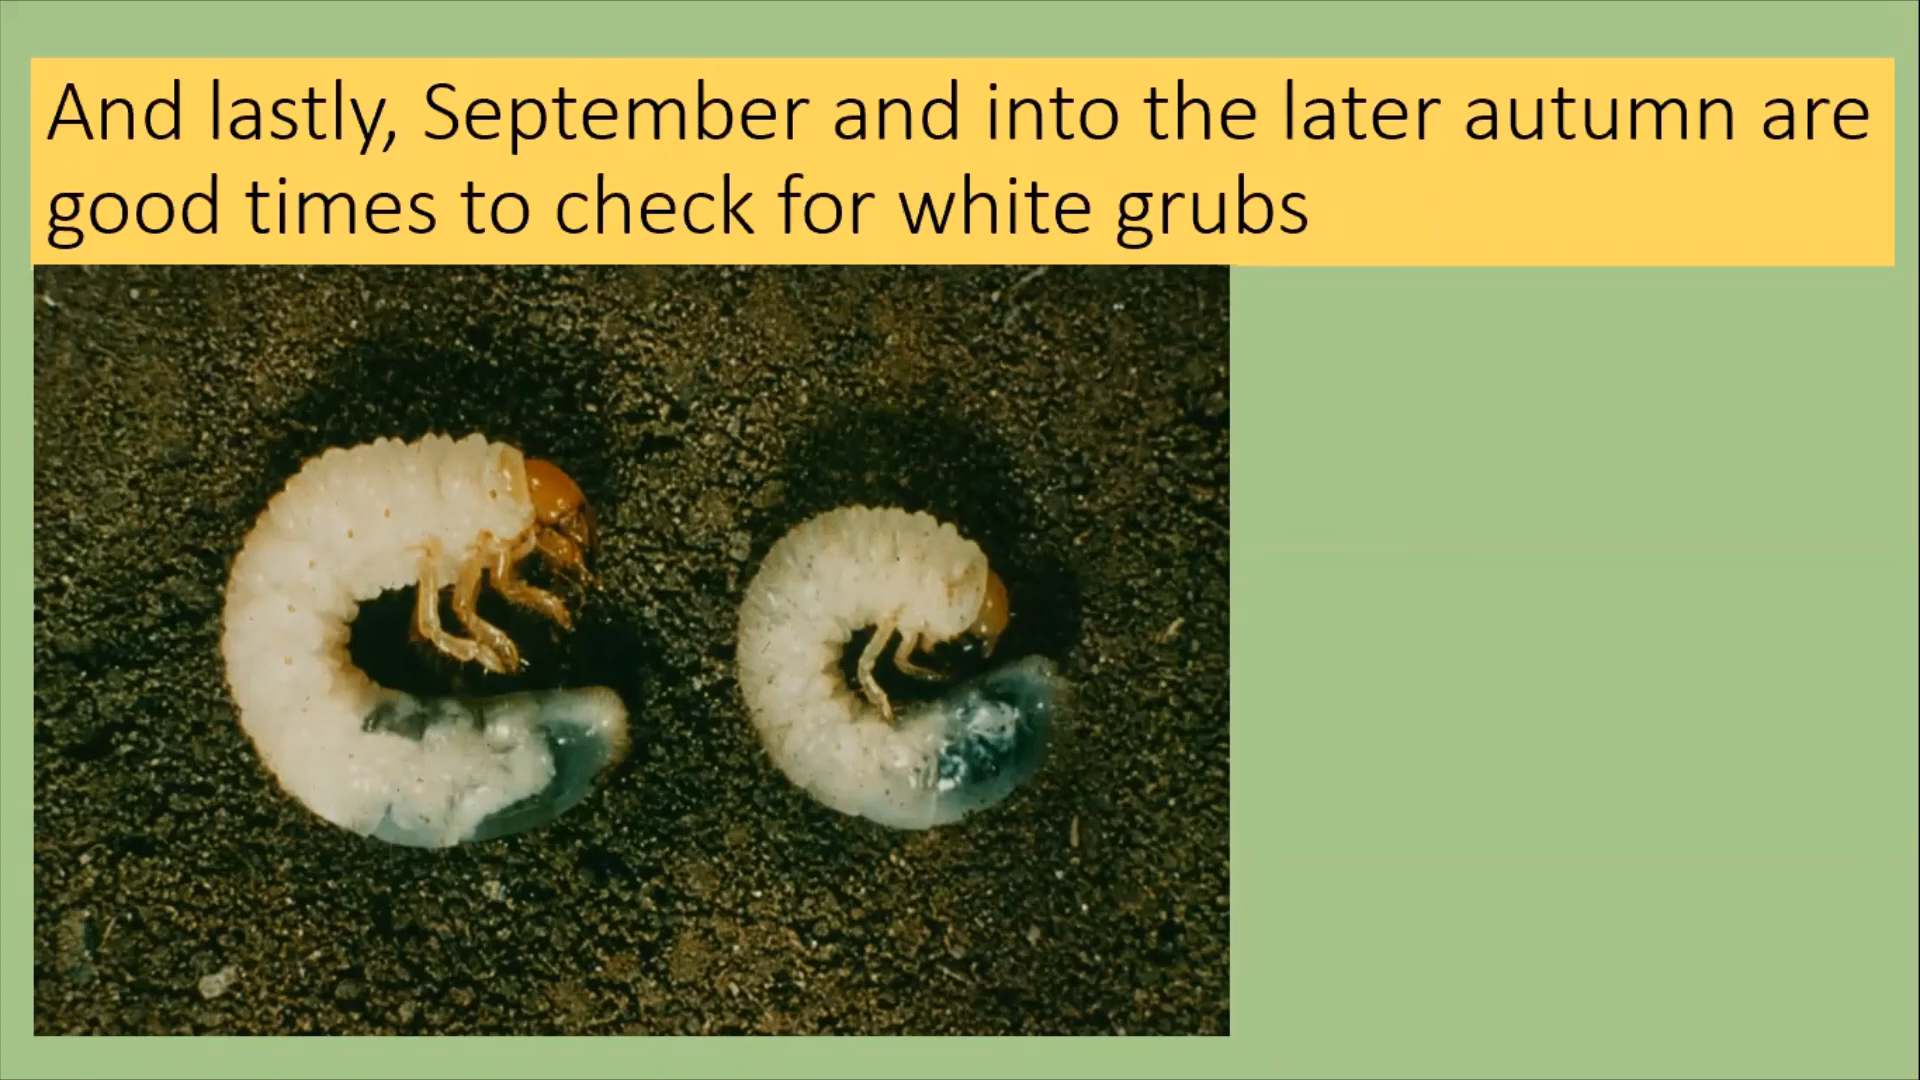 And lastly, September and into the later autumn are
good times to check for white grubs